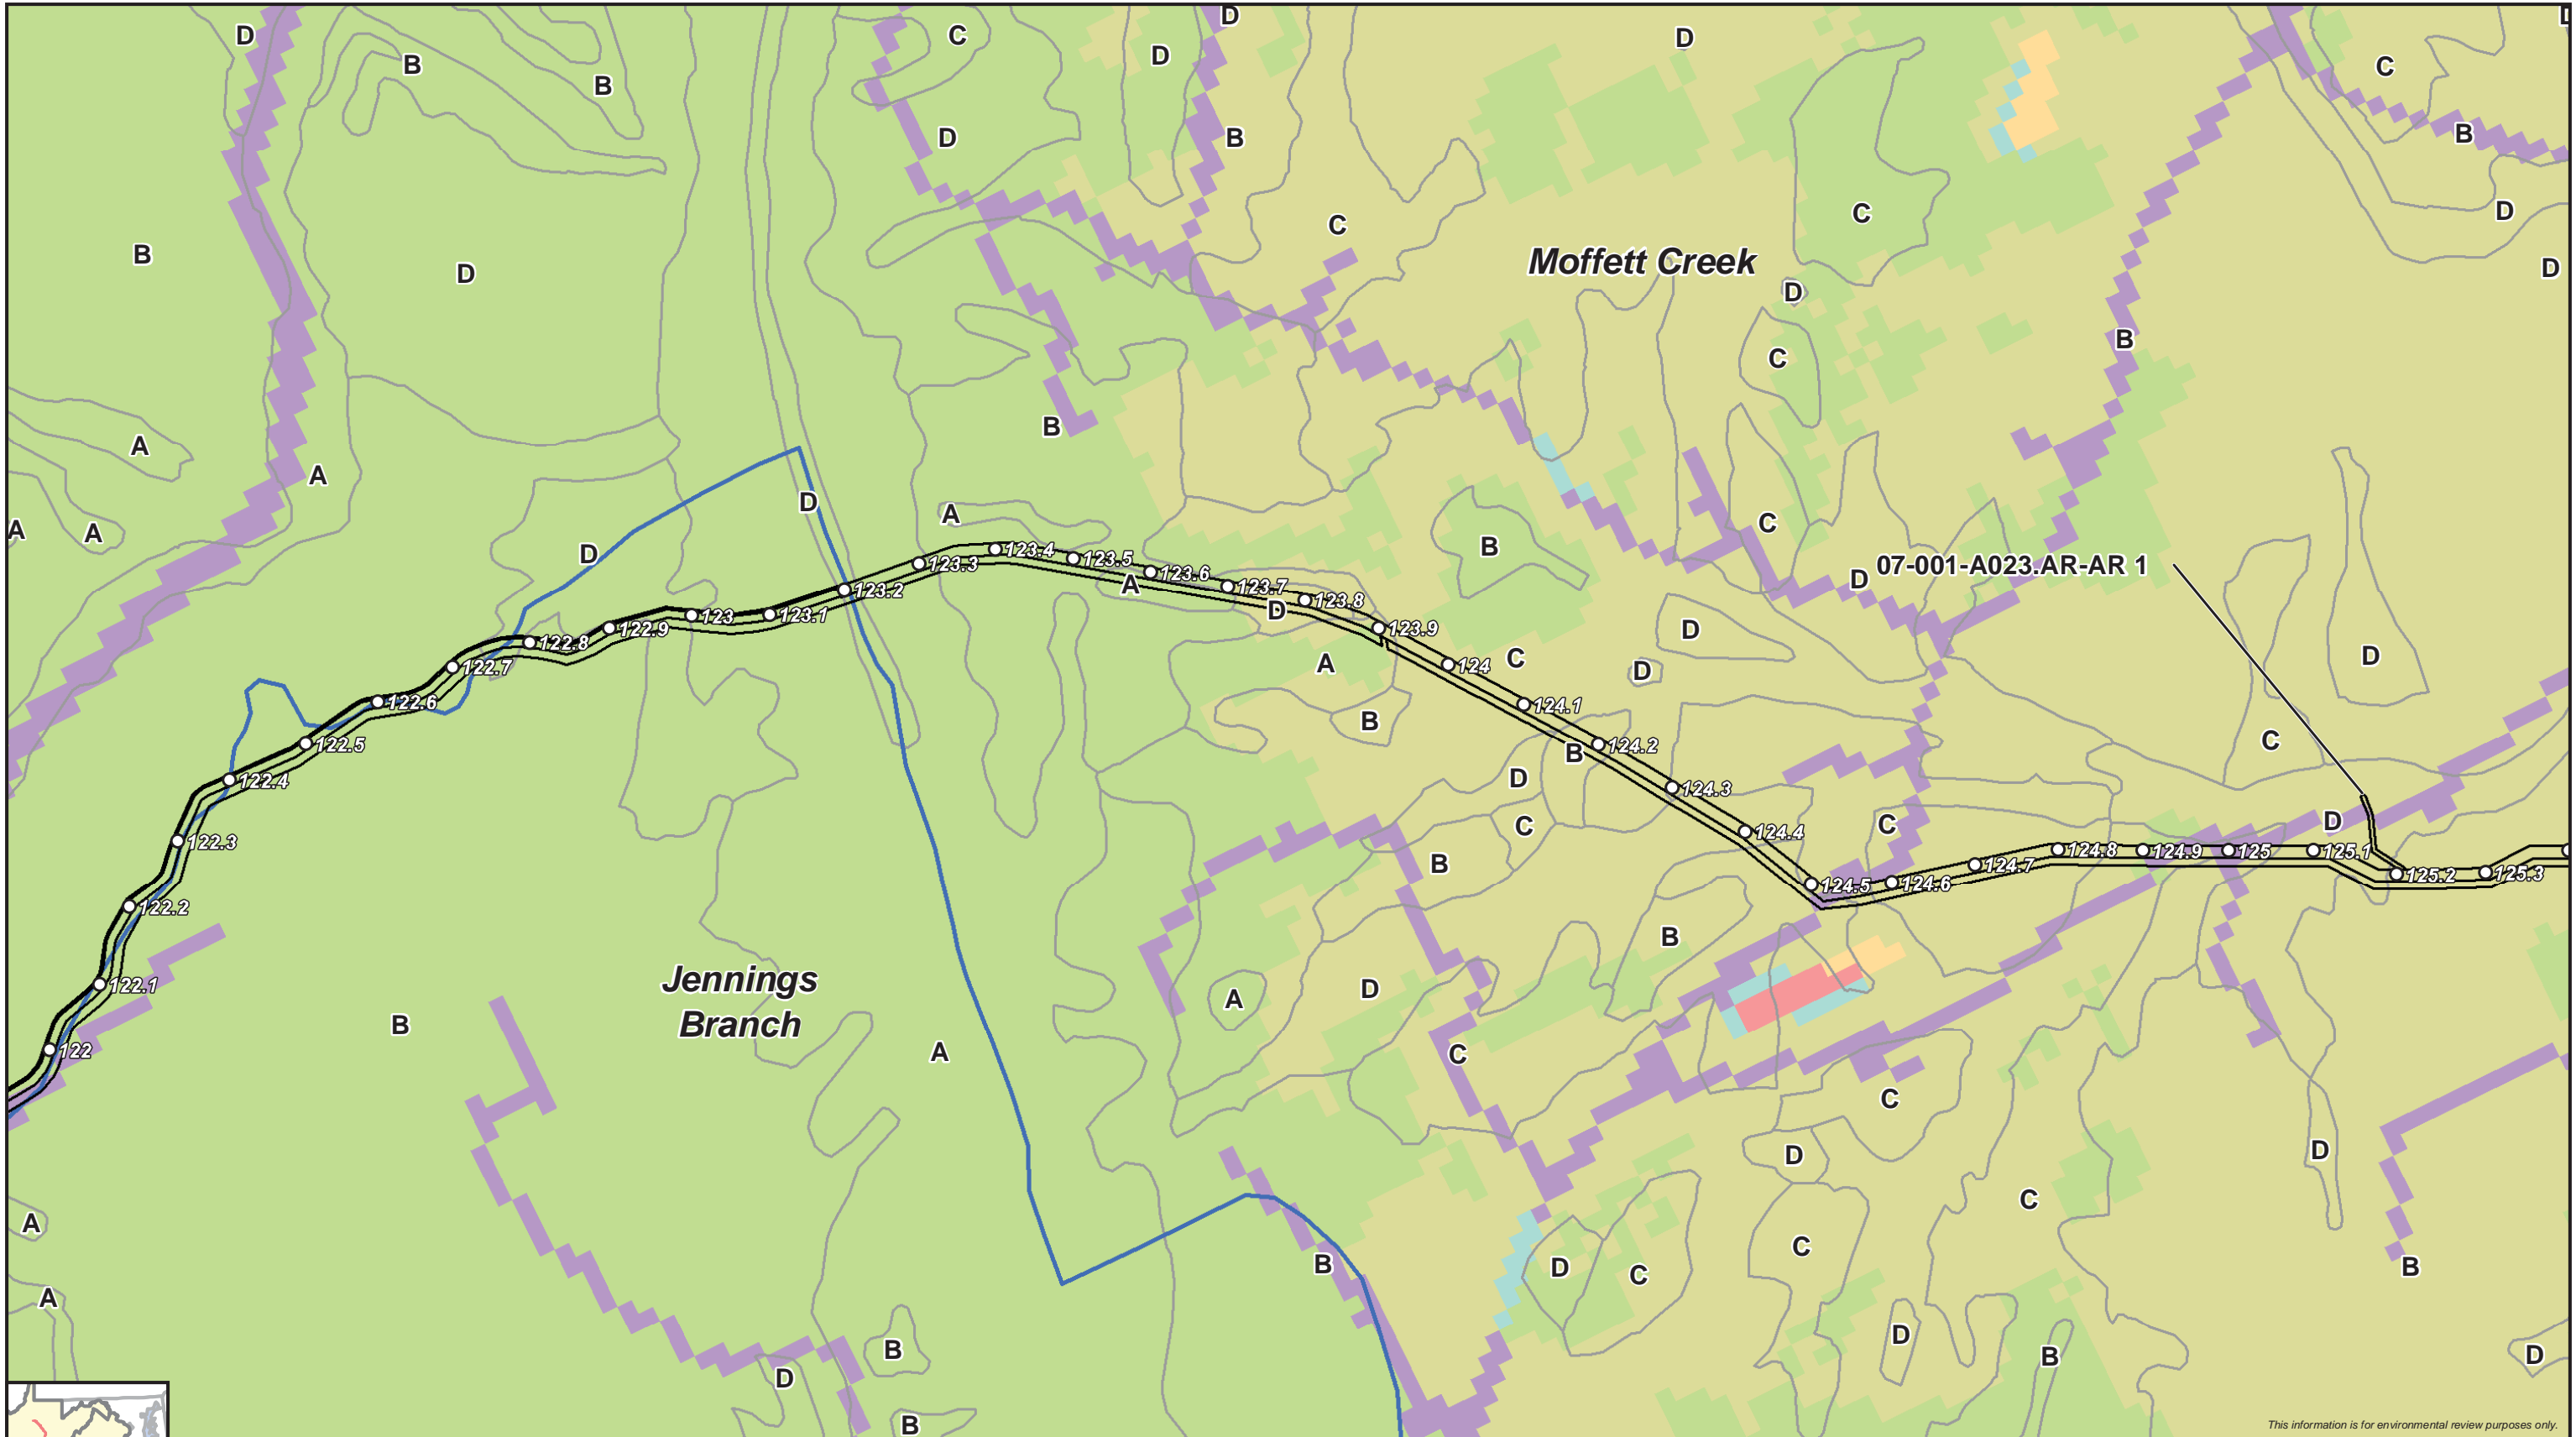 D
B
B
C
D
D
D
C
D
B
D
B
B
D
C
C
D
D
Moffett Creek
D
B
C
A
A
A
A
B
D
D
A
B
C
07-001-A023.AR-AR 1
D
122
122.1
122.2
122.3
122.4
122.5
122.6
122.7
122.8
122.9
123
123.1
123.2
123.3
123.4
123.5
123.6
123.7
123.8
123.9
124
124.1
124.2
124.3
124.4
124.5
124.6
124.7
124.8
124.9
125
125.1
125.2
125.3
A
D
A
C
D
D
D
B
B
D
C
C
C
D
B
B
Jennings
Branch
B
A
A
D
C
C
D
D
C
A
A
B
D
C
C
B
B
D
D
B
D
B
This information is for environmental review purposes only.